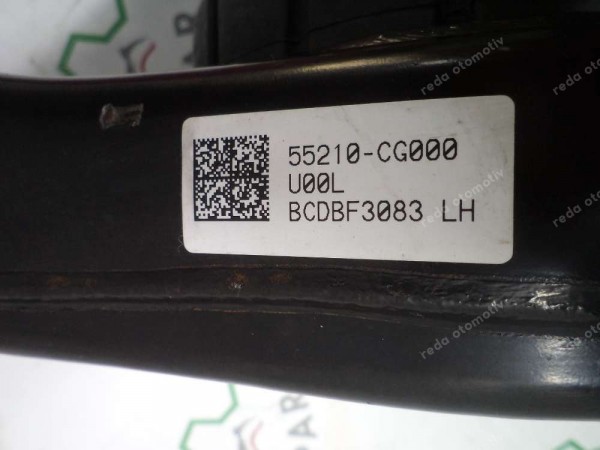 55210-CG000
U00L
BCDBF3083 LH
reda otomotiv
reda otomotiv
reda otomotiv
reda otomotiv